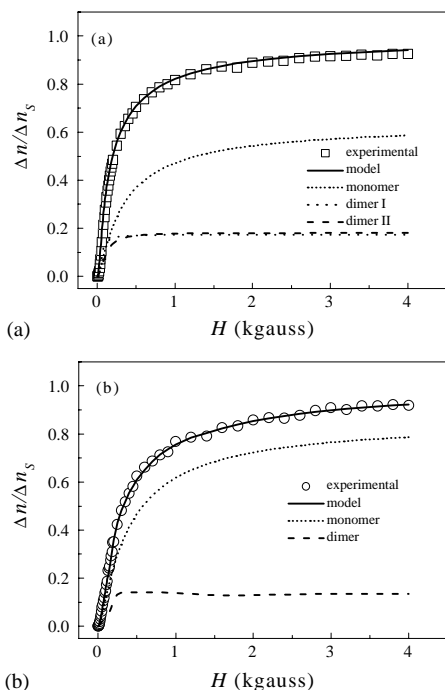 (a)
1.0
0.8
0.6
0.4
0.2
0.0
Δn/Δn_S
experimental
model
monomer
dimer I
dimer II
0 1 2 3 4
(a)
H (kgauss)
(b)
1.0
0.8
0.6
0.4
0.2
0.0
Δn/Δn_S
experimental
model
monomer
dimer
0 1 2 3 4
(b)
H (kgauss)